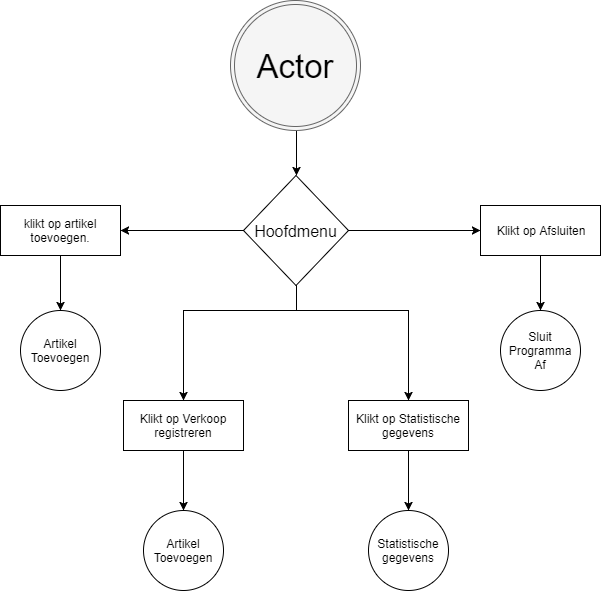 Actor
Hoofdmenu
klikt op artikel
toevoegen.
Klikt op Afsluiten
Artikel
Toevoegen
Sluit
Programma
Af
Klikt op Verkoop
registreren
Klikt op Statistische
gegevens
Artikel
Toevoegen
Statistische
gegevens